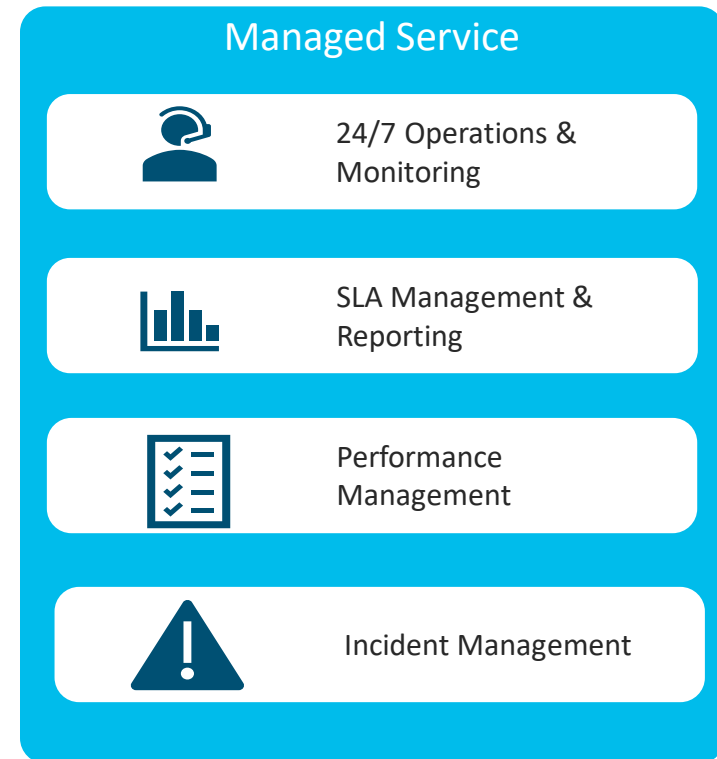 Managed Service
24/7 Operations &
Monitoring
SLA Management &
Reporting
Performance
Management
Incident Management